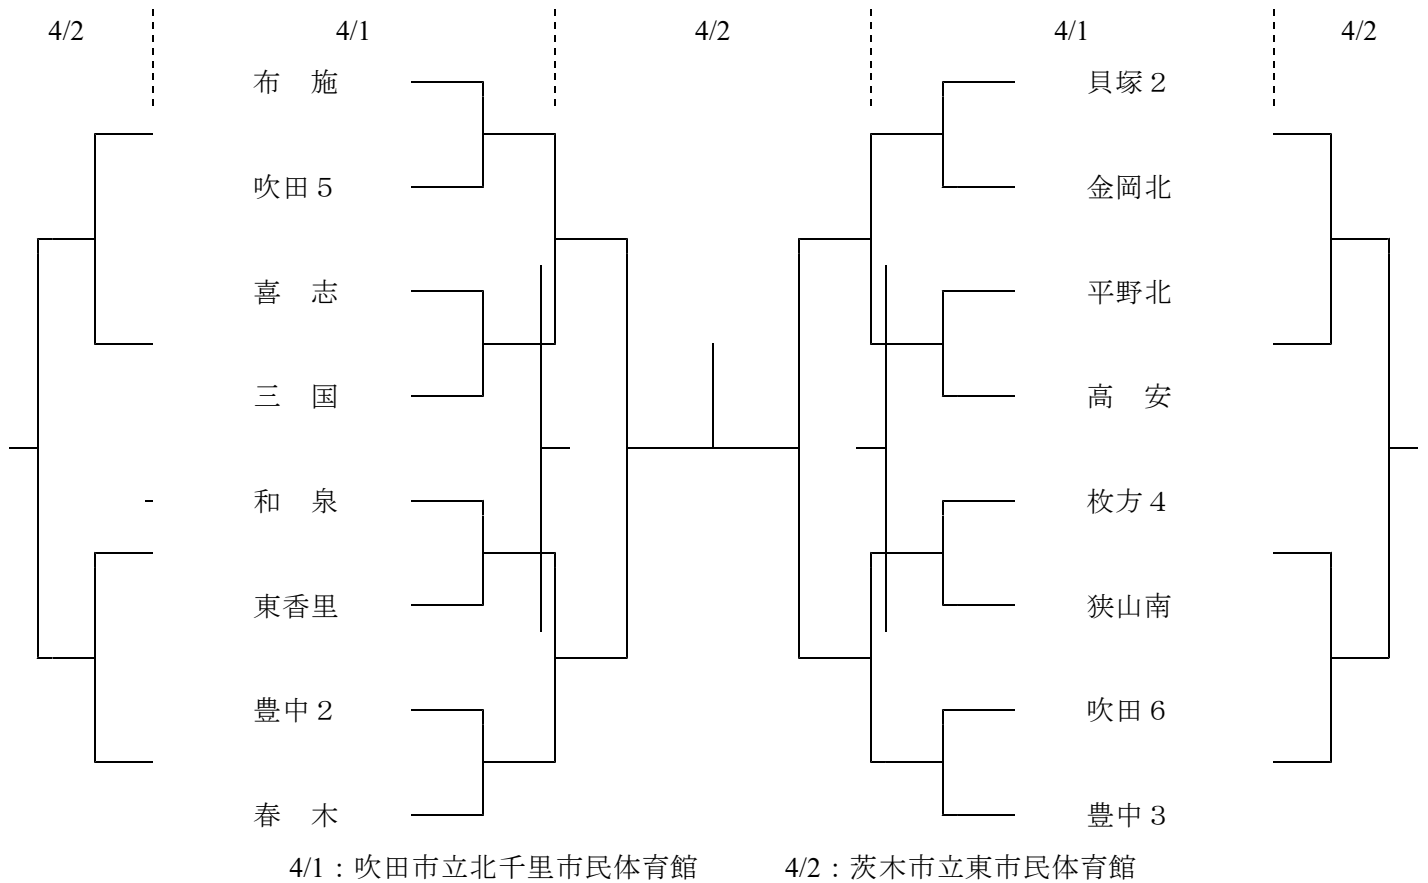 4/2 4/1 4/2 4/1 4/2
布　施 貝塚２
吹田５ 金岡北
喜　志 平野北
三　国 高　安
和　泉 枚方４
東香里 狭山南
豊中２ 吹田６
春　木 豊中３
4/1：吹田市立北千里市民体育館 4/2：茨木市立東市民体育館